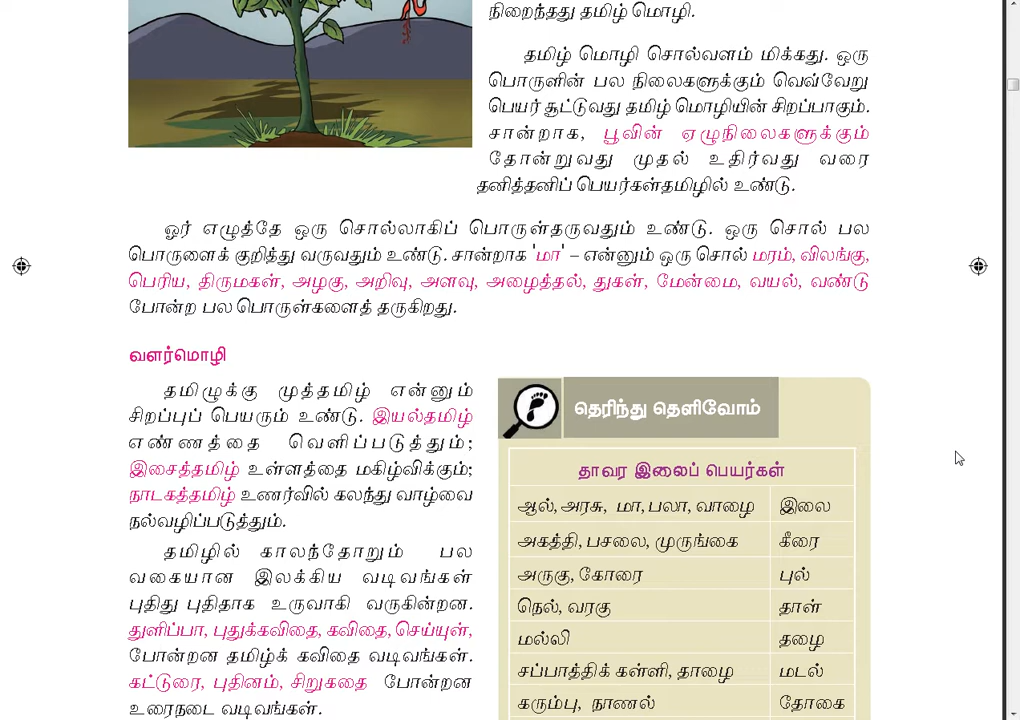 நிறைந்தது தமிழ் மொழி.
தமிழ் மொழி சொல்வளம் மிக்கது. ஒரு
பொருளின் பல நிலைகளுக்கும் வெவ்வேறு
பெயர் சூட்டுவது தமிழ் மொழியின் சிறப்பாகும்.
சான்றாக, பூவின் ஏழுநிலைகளுக்கும்
தோன்றுவது முதல் உதிர்வது வரை
தனித்தனிப் பெயர்கள்தமிழில் உண்டு.
ஓர் எழுத்தே ஒரு சொல்லாகிப் பொருள்தருவதும் உண்டு. ஒரு சொல் பல
பொருளைக் குறித்து வருவதும் உண்டு. சான்றாக 'மா' – என்னும் ஒரு சொல் மரம், விலங்கு,
பெரிய, திருமகள், அழகு, அறிவு, அளவு, அழைத்தல், துகள், மேன்மை, வயல், வண்டு
போன்ற பல பொருள்களைத் தருகிறது.
வளர்மொழி
தமிழுக்கு முத்தமிழ் என்னும்
சிறப்புப் பெயரும் உண்டு. இயல்தமிழ்
எண்ணத்தை வெளிப்படுத்தும்;
இசைத்தமிழ் உள்ளத்தை மகிழ்விக்கும்;
நாடகத்தமிழ் உணர்வில் கலந்து வாழ்வை
நல்வழிப்படுத்தும்.
தமிழில் காலந்தோறும் பல
வகையான இலக்கிய வடிவங்கள்
புதிது புதிதாக உருவாகி வருகின்றன.
துளிப்பா, புதுக்கவிதை, கவிதை, செய்யுள்,
போன்றன தமிழ்க் கவிதை வடிவங்கள்.
கட்டுரை, புதினம், சிறுகதை போன்றன
உரைநடை வடிவங்கள்.
தெரிந்து தெளிவோம்
தாவர இலைப் பெயர்கள்
ஆல், அரசு, மா, பலா, வாழை இலை
அகத்தி, பசலை, முருங்கை கீரை
அருகு, கோரை புல்
நெல், வரகு தாள்
மல்லி தழை
சப்பாத்திக் கள்ளி, தாழை மடல்
கரும்பு, நாணல் தோகை